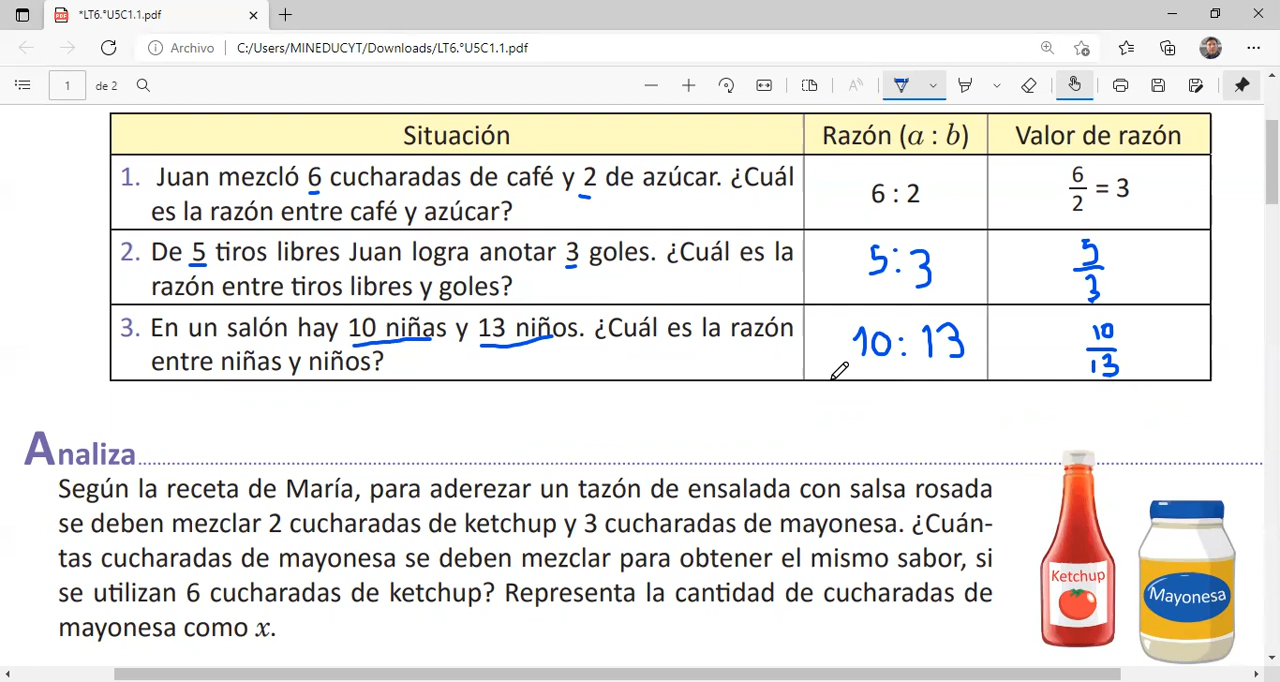 *LT6.°U5C1.1.pdf
Archivo C:/Users/MINEDUCYT/Downloads/LT6.°U5C1.1.pdf
1 de 2
Situación Razón (a : b) Valor de razón
1. Juan mezcló 6 cucharadas de café y 2 de azúcar. ¿Cuál
es la razón entre café y azúcar?
6 : 2
6/2 = 3
2. De 5 tiros libres Juan logra anotar 3 goles. ¿Cuál es la
razón entre tiros libres y goles?
5:3
5/3
3. En un salón hay 10 niñas y 13 niños. ¿Cuál es la razón
entre niñas y niños?
10:13
10/13
Analiza
Según la receta de María, para aderezar un tazón de ensalada con salsa rosada
se deben mezclar 2 cucharadas de ketchup y 3 cucharadas de mayonesa. ¿Cuán-
tas cucharadas de mayonesa se deben mezclar para obtener el mismo sabor, si
se utilizan 6 cucharadas de ketchup? Representa la cantidad de cucharadas de
mayonesa como x.
Ketchup
Mayonesa